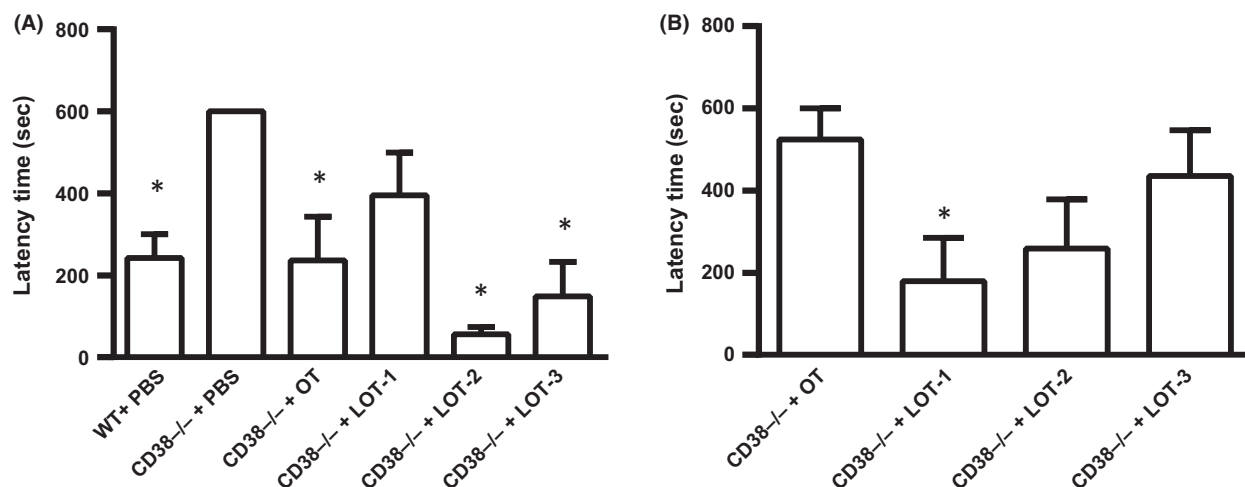 (A)
800
600
400
200
0
Latency time (sec)
*
*
*
*
WT+ PBS
CD38–/– + PBS
CD38–/– + OT
CD38–/– + LOT-1
CD38–/– + LOT-2
CD38–/– + LOT-3
(B)
800
600
400
200
0
Latency time (sec)
*
CD38–/– + OT
CD38–/– + LOT-1
CD38–/– + LOT-2
CD38–/– + LOT-3